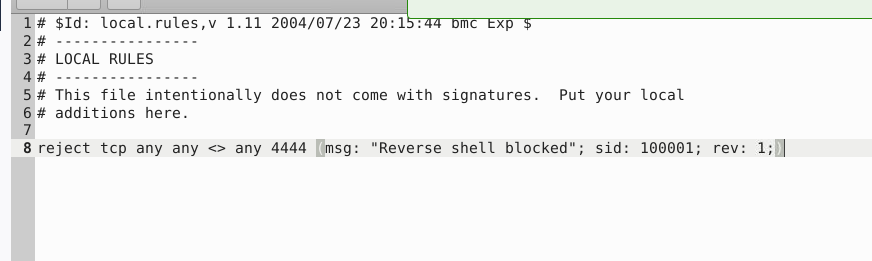 1 # $Id: local.rules,v 1.11 2004/07/23 20:15:44 bmc Exp $
2 # ----------------
3 # LOCAL RULES
4 # ----------------
5 # This file intentionally does not come with signatures.  Put your local
6 # additions here.
7
8 reject tcp any any <> any 4444 (msg: "Reverse shell blocked"; sid: 100001; rev: 1;)